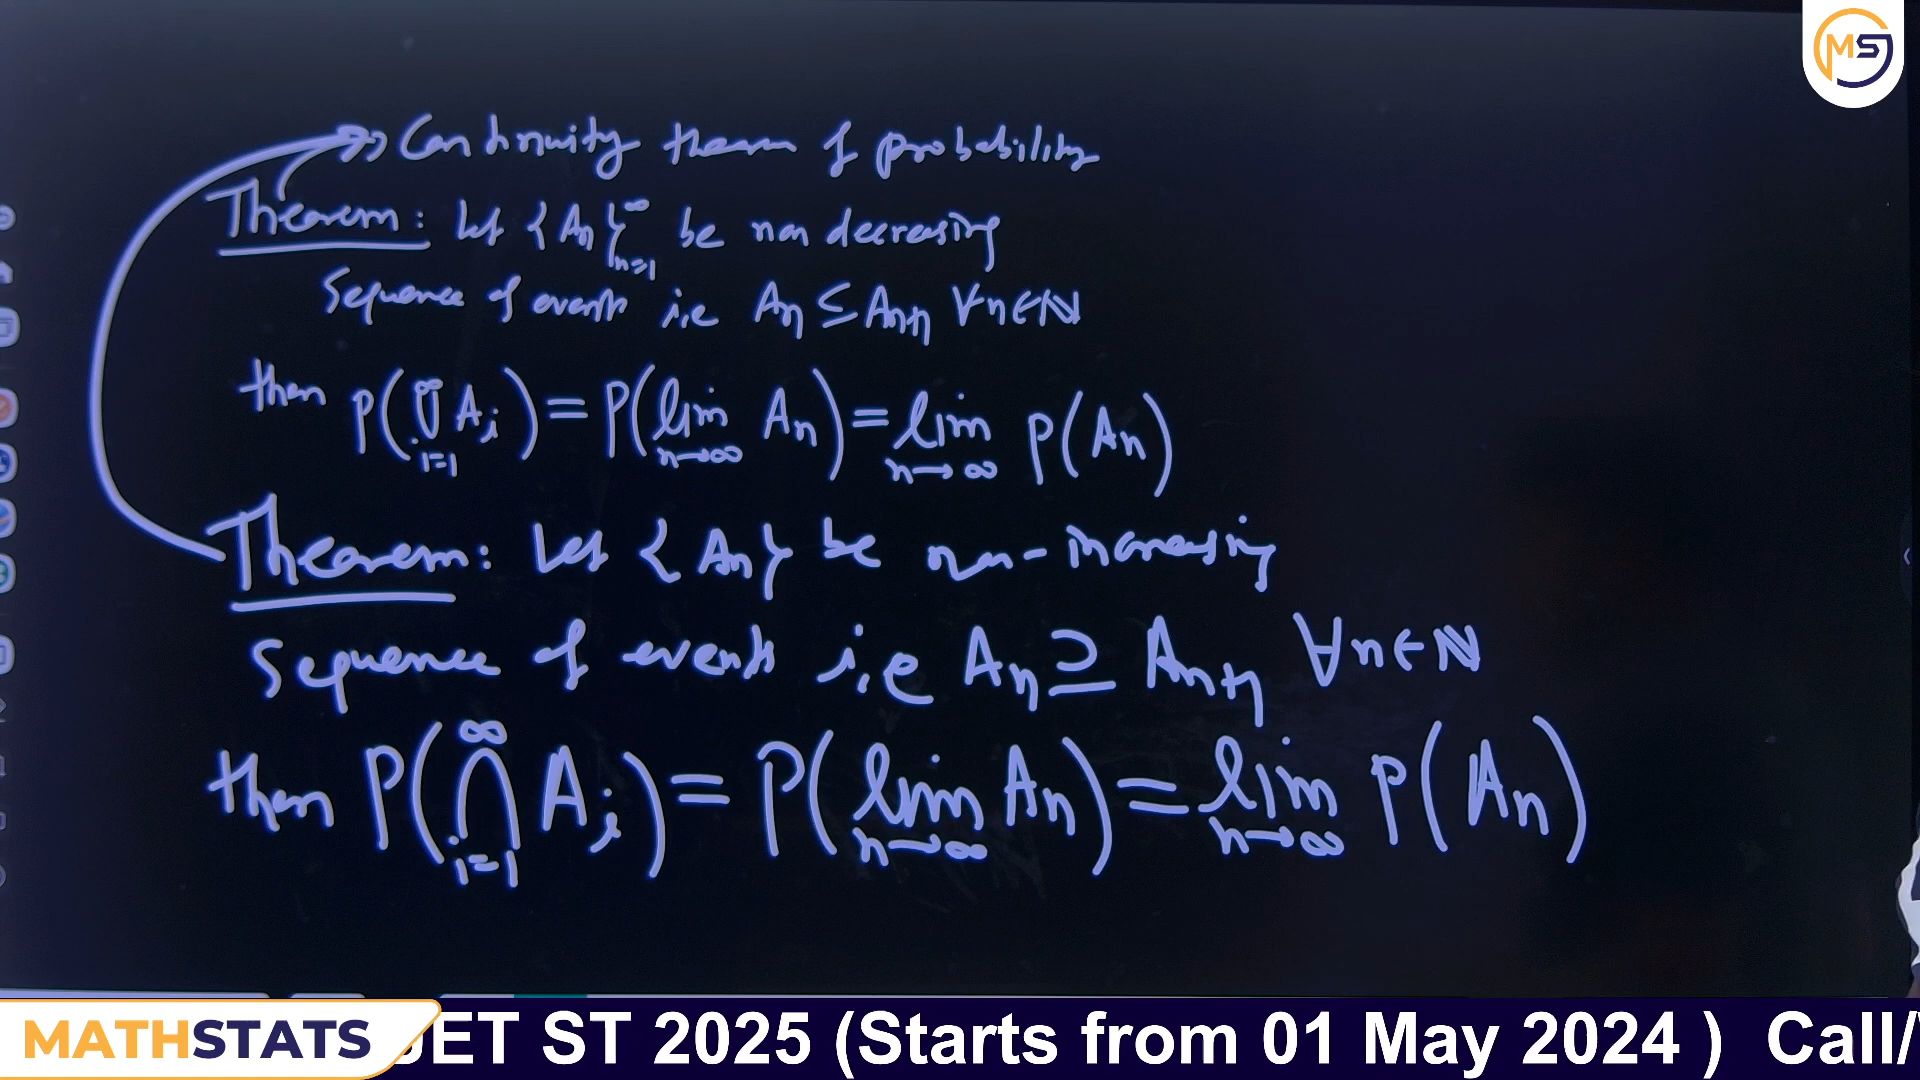 MS
→ Continuity theorem of probability
Theorem: Let {An}∞n=1 be non decreasing
Sequence of events i.e An ⊆ An+1 ∀n∈ℕ
then P(∞∪i=1 Ai) = P(lim n→∞ An) = lim n→∞ P(An)
Theorem: Let {An} be non-increasing
Sequence of events i.e An ⊇ An+1 ∀n∈ℕ
then P(∞∩i=1 Ai) = P(lim n→∞ An) = lim n→∞ P(An)
MATHSTATS JET ST 2025 (Starts from 01 May 2024 ) Call/